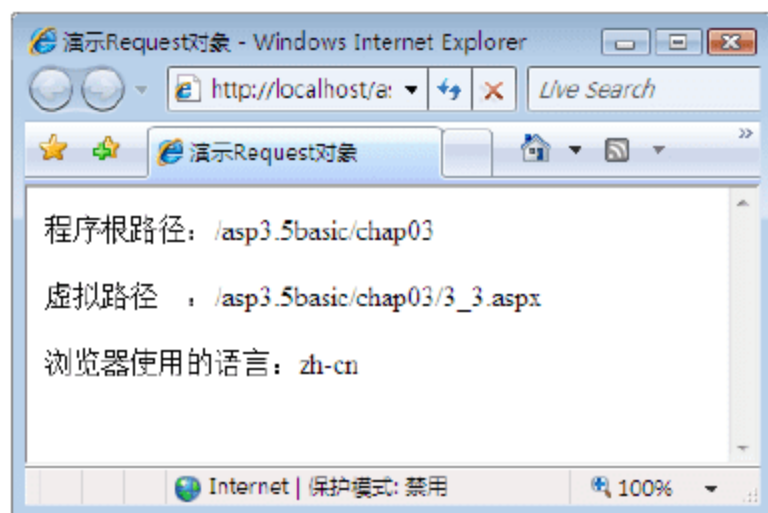 演示Request对象 - Windows Internet Explorer
http://localhost/a:
Live Search
演示Request对象
程序根路径：/asp3.5basic/chap03
虚拟路径 ：/asp3.5basic/chap03/3_3.aspx
浏览器使用的语言：zh-cn
Internet | 保护模式: 禁用
100%